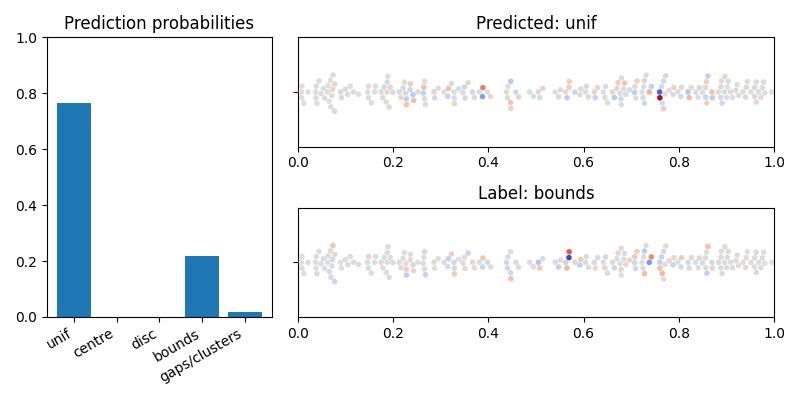 Prediction probabilities
1.0
0.8
0.6
0.4
0.2
0.0
unif
centre
disc
bounds
gaps/clusters
Predicted: unif
0.0 0.2 0.4 0.6 0.8 1.0
Label: bounds
0.0 0.2 0.4 0.6 0.8 1.0